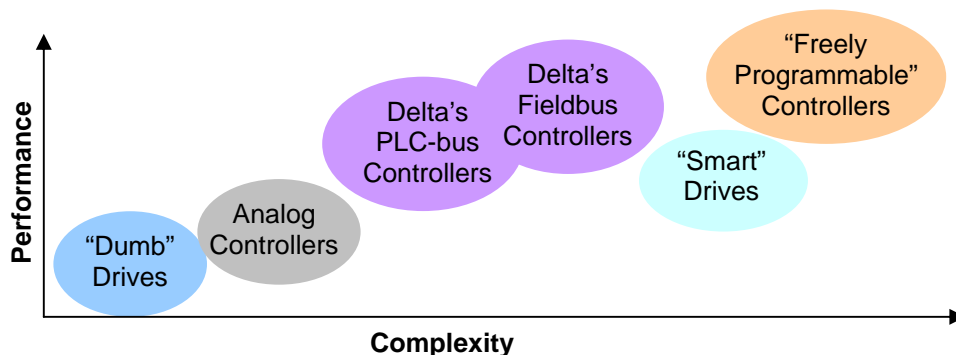 Performance
“Dumb”
Drives
Analog
Controllers
Delta’s
PLC-bus
Controllers
Delta’s
Fieldbus
Controllers
“Smart”
Drives
“Freely
Programmable”
Controllers
Complexity